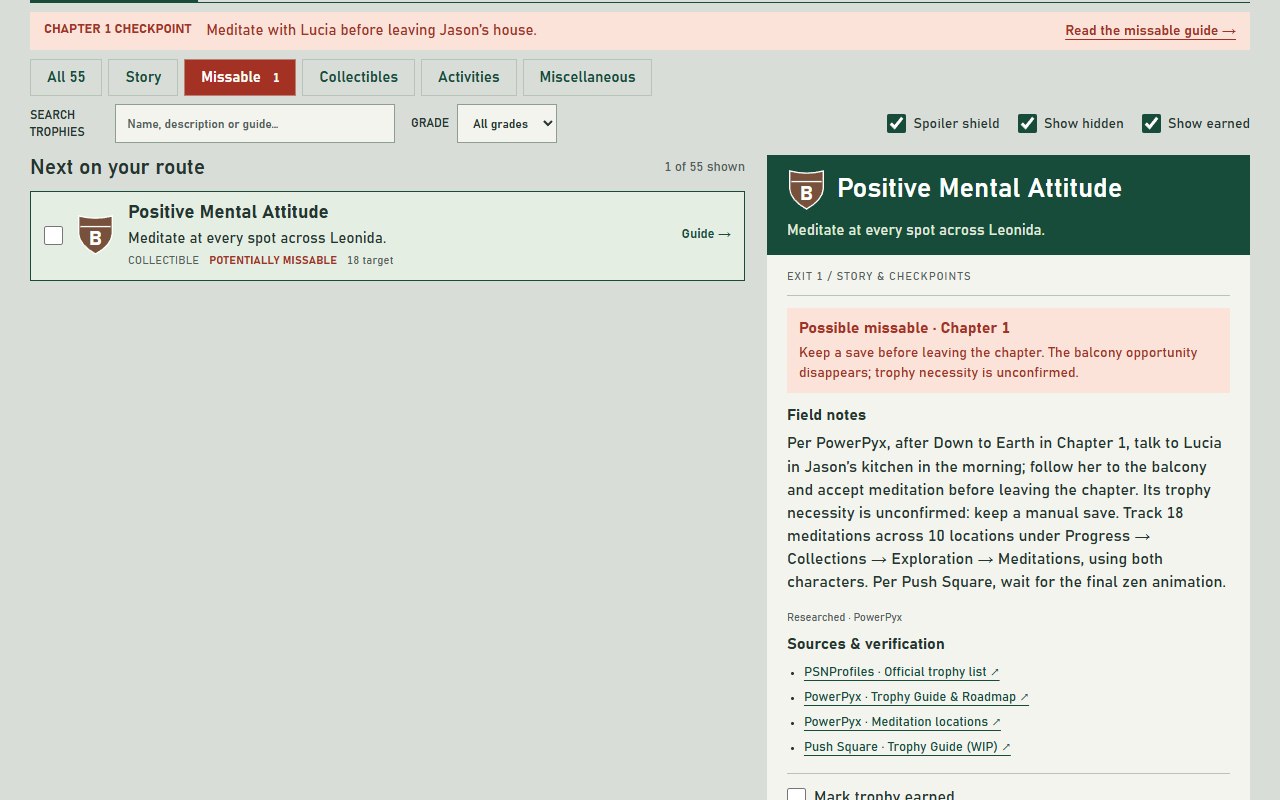 CHAPTER 1 CHECKPOINT Meditate with Lucia before leaving Jason's house. Read the missable guide →
All 55 Story Missable 1 Collectibles Activities Miscellaneous
SEARCH TROPHIES Name, description or guide... GRADE All grades Spoiler shield Show hidden Show earned
Next on your route 1 of 55 shown
B
Positive Mental Attitude
Meditate at every spot across Leonida.
COLLECTIBLE POTENTIALLY MISSABLE 18 target
Guide →
B
Positive Mental Attitude
Meditate at every spot across Leonida.
EXIT 1 / STORY & CHECKPOINTS
Possible missable · Chapter 1
Keep a save before leaving the chapter. The balcony opportunity
disappears; trophy necessity is unconfirmed.
Field notes
Per PowerPyx, after Down to Earth in Chapter 1, talk to Lucia
in Jason's kitchen in the morning; follow her to the balcony
and accept meditation before leaving the chapter. Its trophy
necessity is unconfirmed: keep a manual save. Track 18
meditations across 10 locations under Progress →
Collections → Exploration → Meditations, using both
characters. Per Push Square, wait for the final zen animation.
Researched · PowerPyx
Sources & verification
PSNProfiles · Official trophy list ↗
PowerPyx · Trophy Guide & Roadmap ↗
PowerPyx · Meditation locations ↗
Push Square · Trophy Guide (WIP) ↗
Mark trophy earned